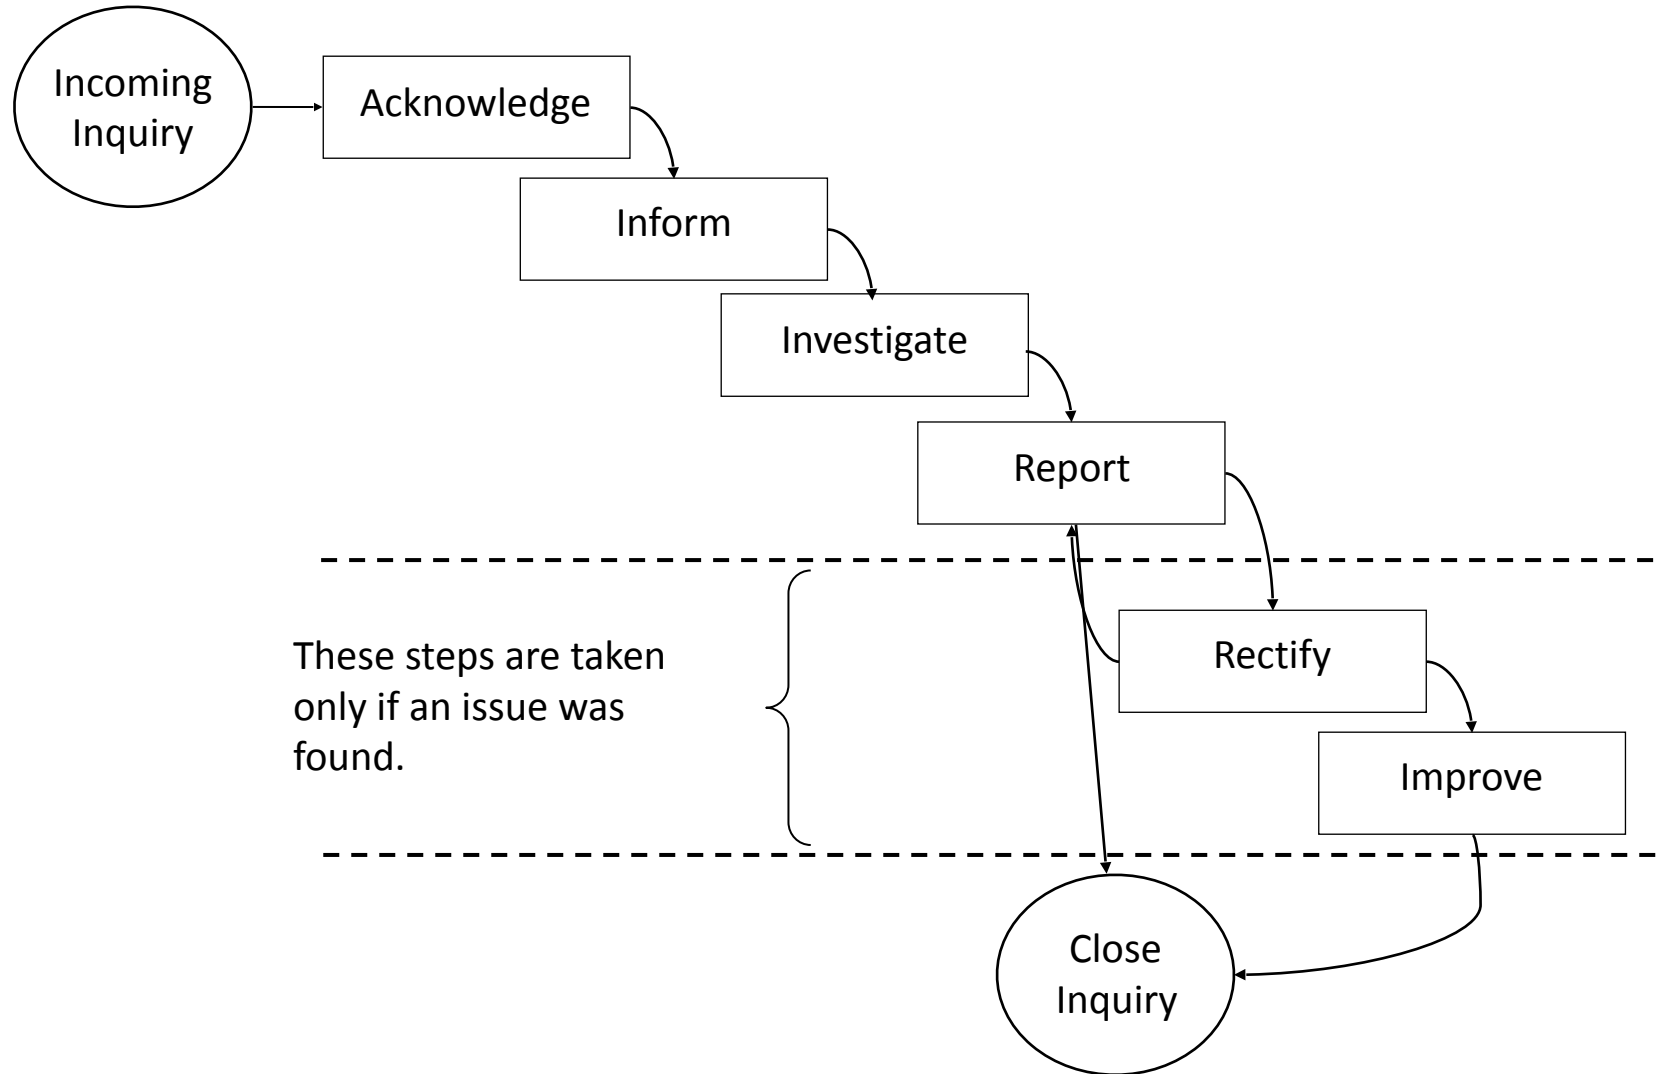 Incoming
Inquiry
Acknowledge
Inform
Investigate
Report
These steps are taken
only if an issue was
found.
Rectify
Improve
Close
Inquiry